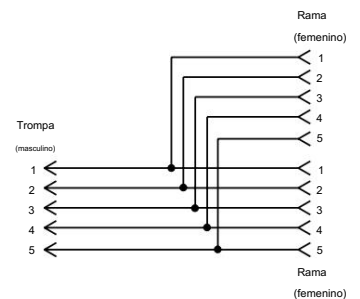 Rama
(femenino)
1
2
3
4
5
Trompa
(masculino)
1 1
2 2
3 3
4 4
5 5
Rama
(femenino)